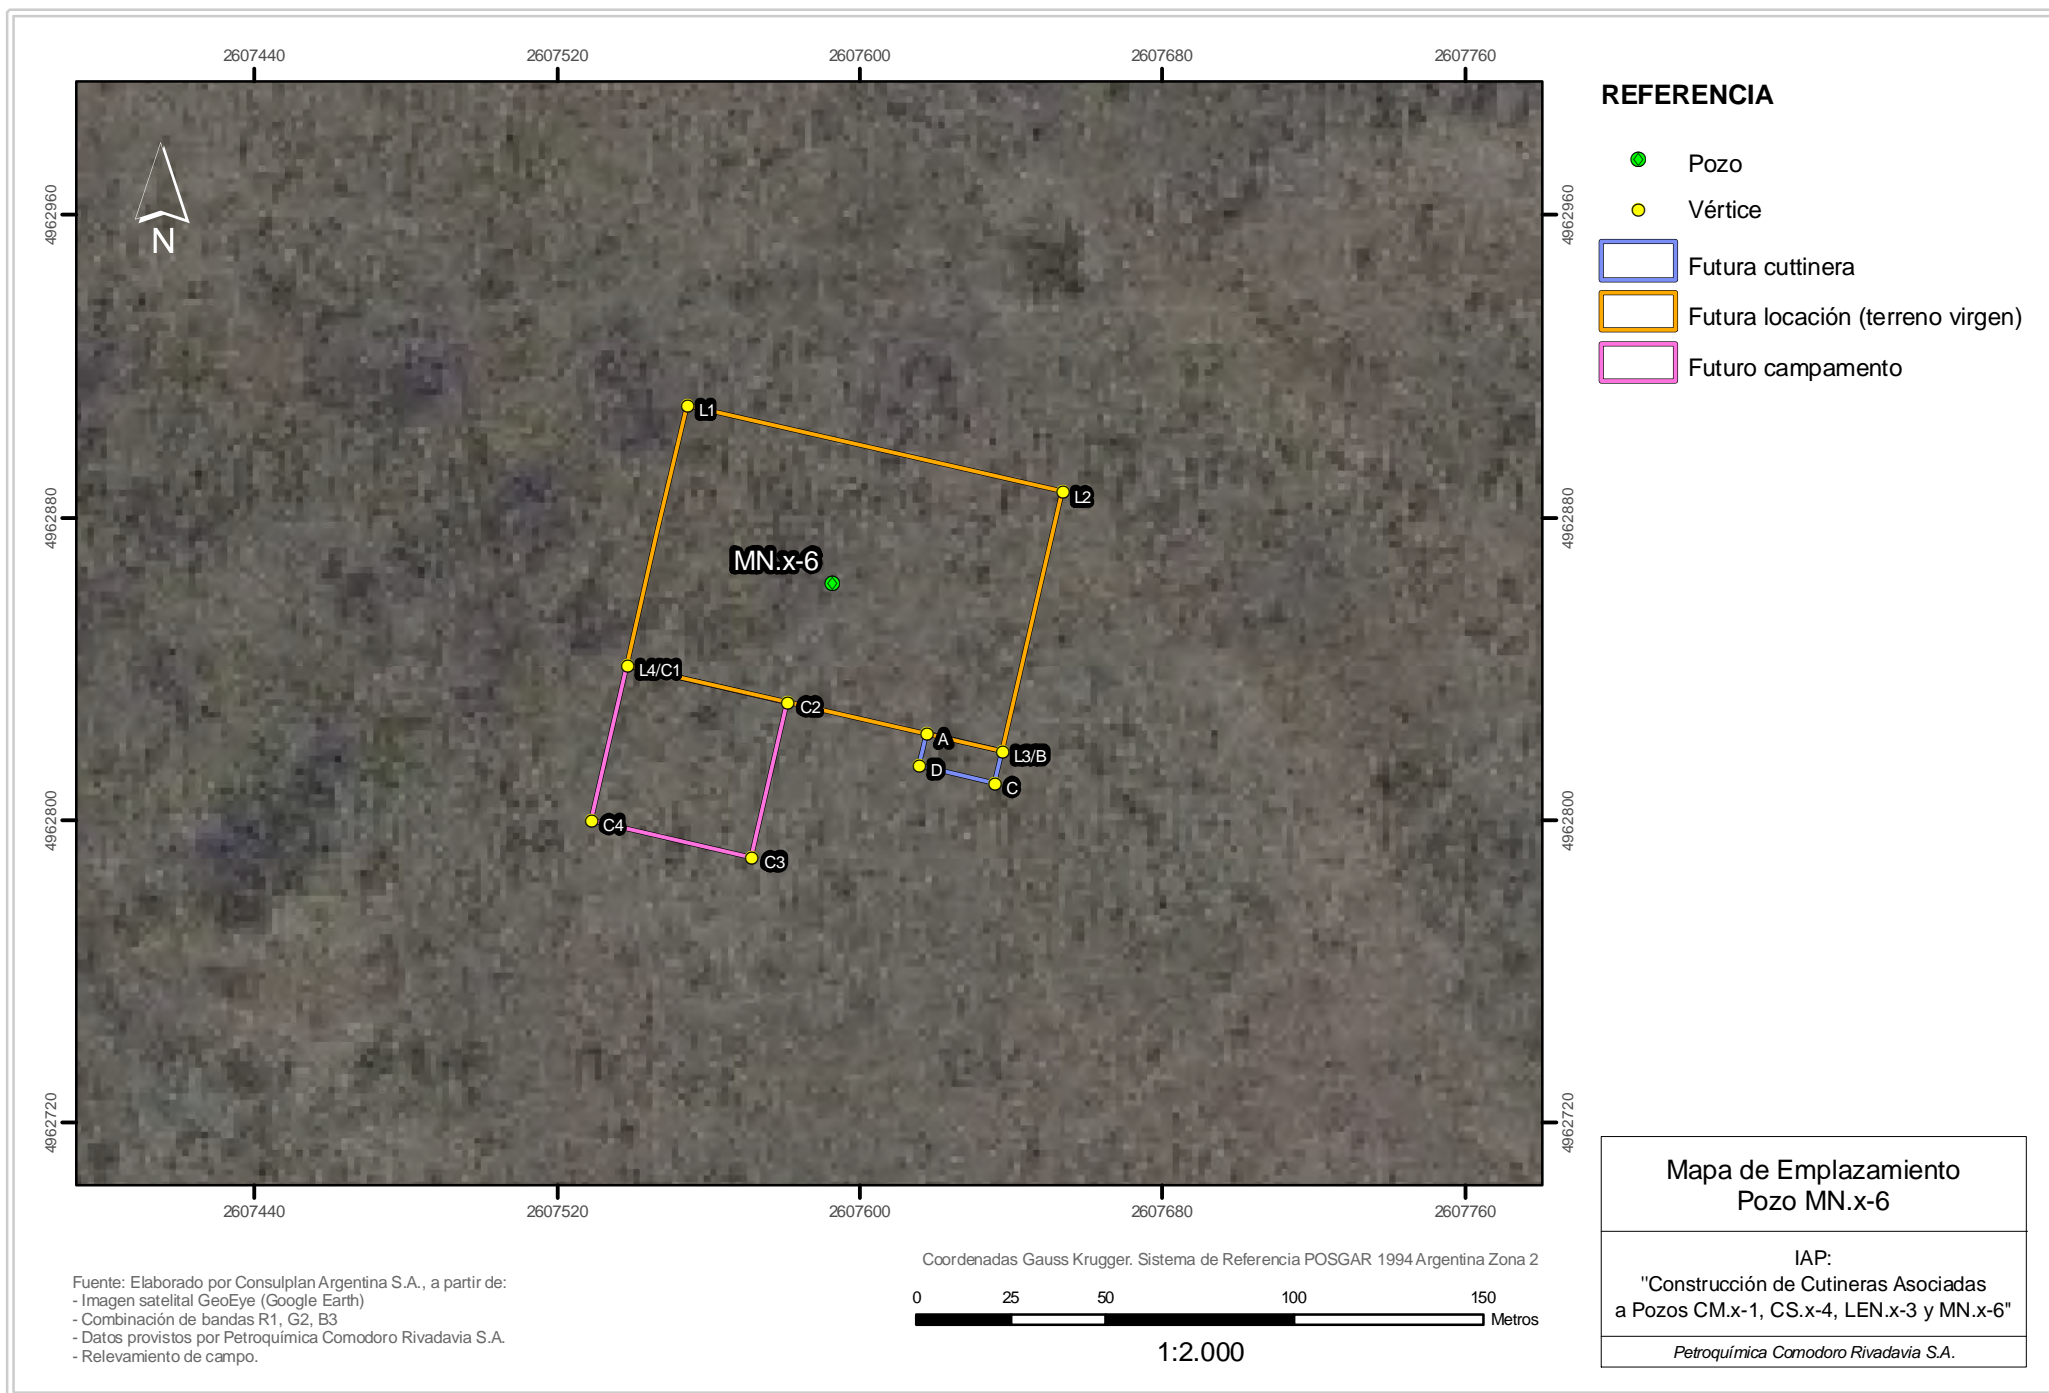 2607440
2607520
2607600
2607680
2607760
REFERENCIA
Pozo
Vértice
Futura cuttinera
Futura locación (terreno virgen)
Futuro campamento
4962960
4962960
N
L1
L2
4962880
4962880
MN.x-6
L4/C1
C2
A
L3/B
D
C
4962800
4962800
C4
C3
4962720
4962720
2607440
2607520
2607600
2607680
2607760
Mapa de Emplazamiento
Pozo MN.x-6
IAP:
"Construcción de Cutineras Asociadas
a Pozos CM.x-1, CS.x-4, LEN.x-3 y MN.x-6"
Petroquímica Comodoro Rivadavia S.A.
Coordenadas Gauss Krugger. Sistema de Referencia POSGAR 1994 Argentina Zona 2
0 25 50 100 150
Metros
1:2.000
Fuente: Elaborado por Consulplan Argentina S.A., a partir de:
- Imagen satelital GeoEye (Google Earth)
- Combinación de bandas R1, G2, B3
- Datos provistos por Petroquímica Comodoro Rivadavia S.A.
- Relevamiento de campo.